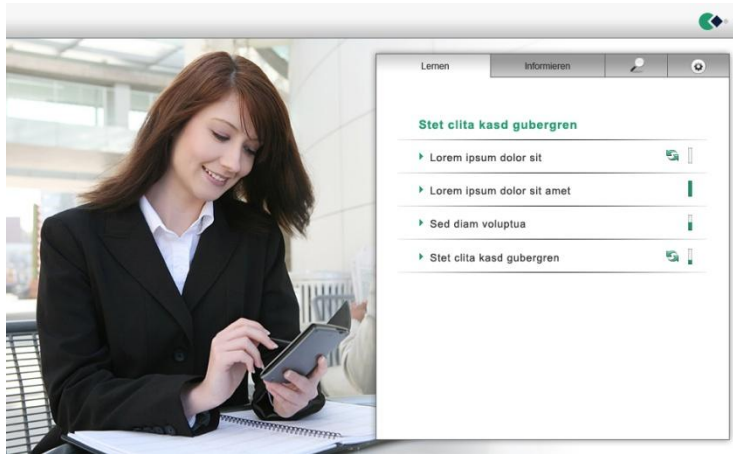 Lernen
Informieren
Stet clita kasd gubergren
Lorem ipsum dolor sit
Lorem ipsum dolor sit amet
Sed diam voluptua
Stet clita kasd gubergren